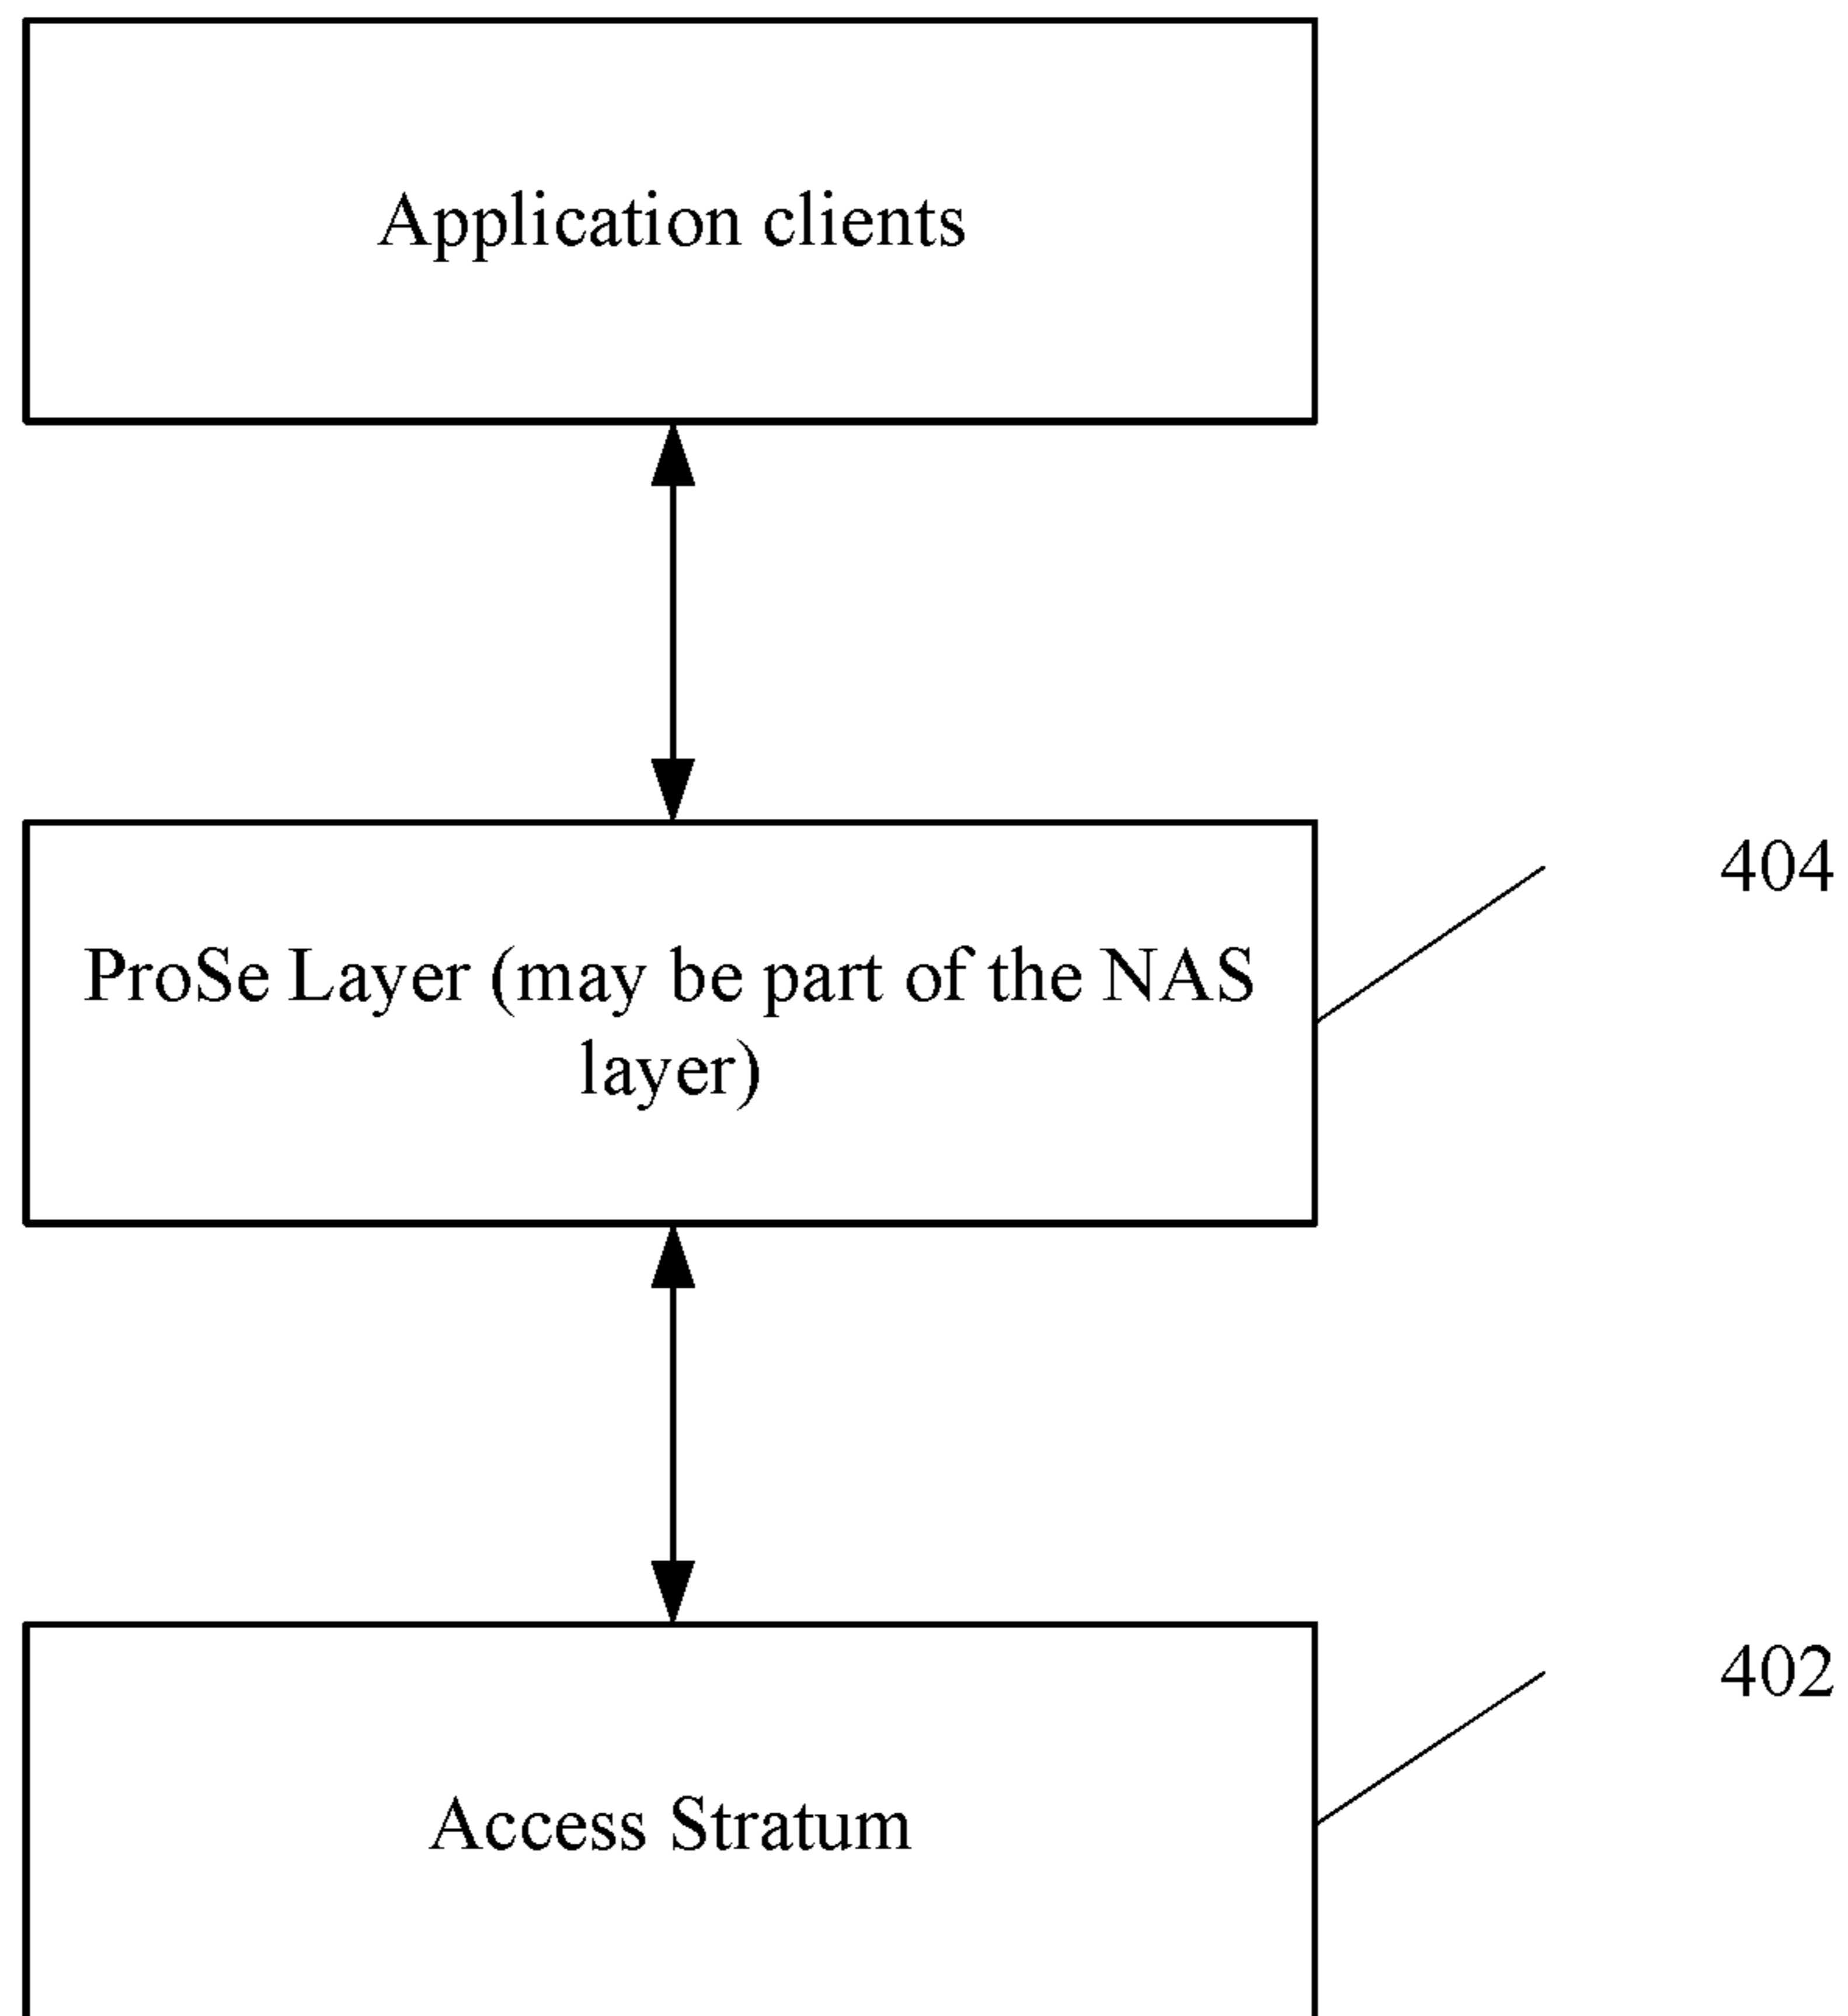 Application clients
404
ProSe Layer (may be part of the NAS
layer)
402
Access Stratum